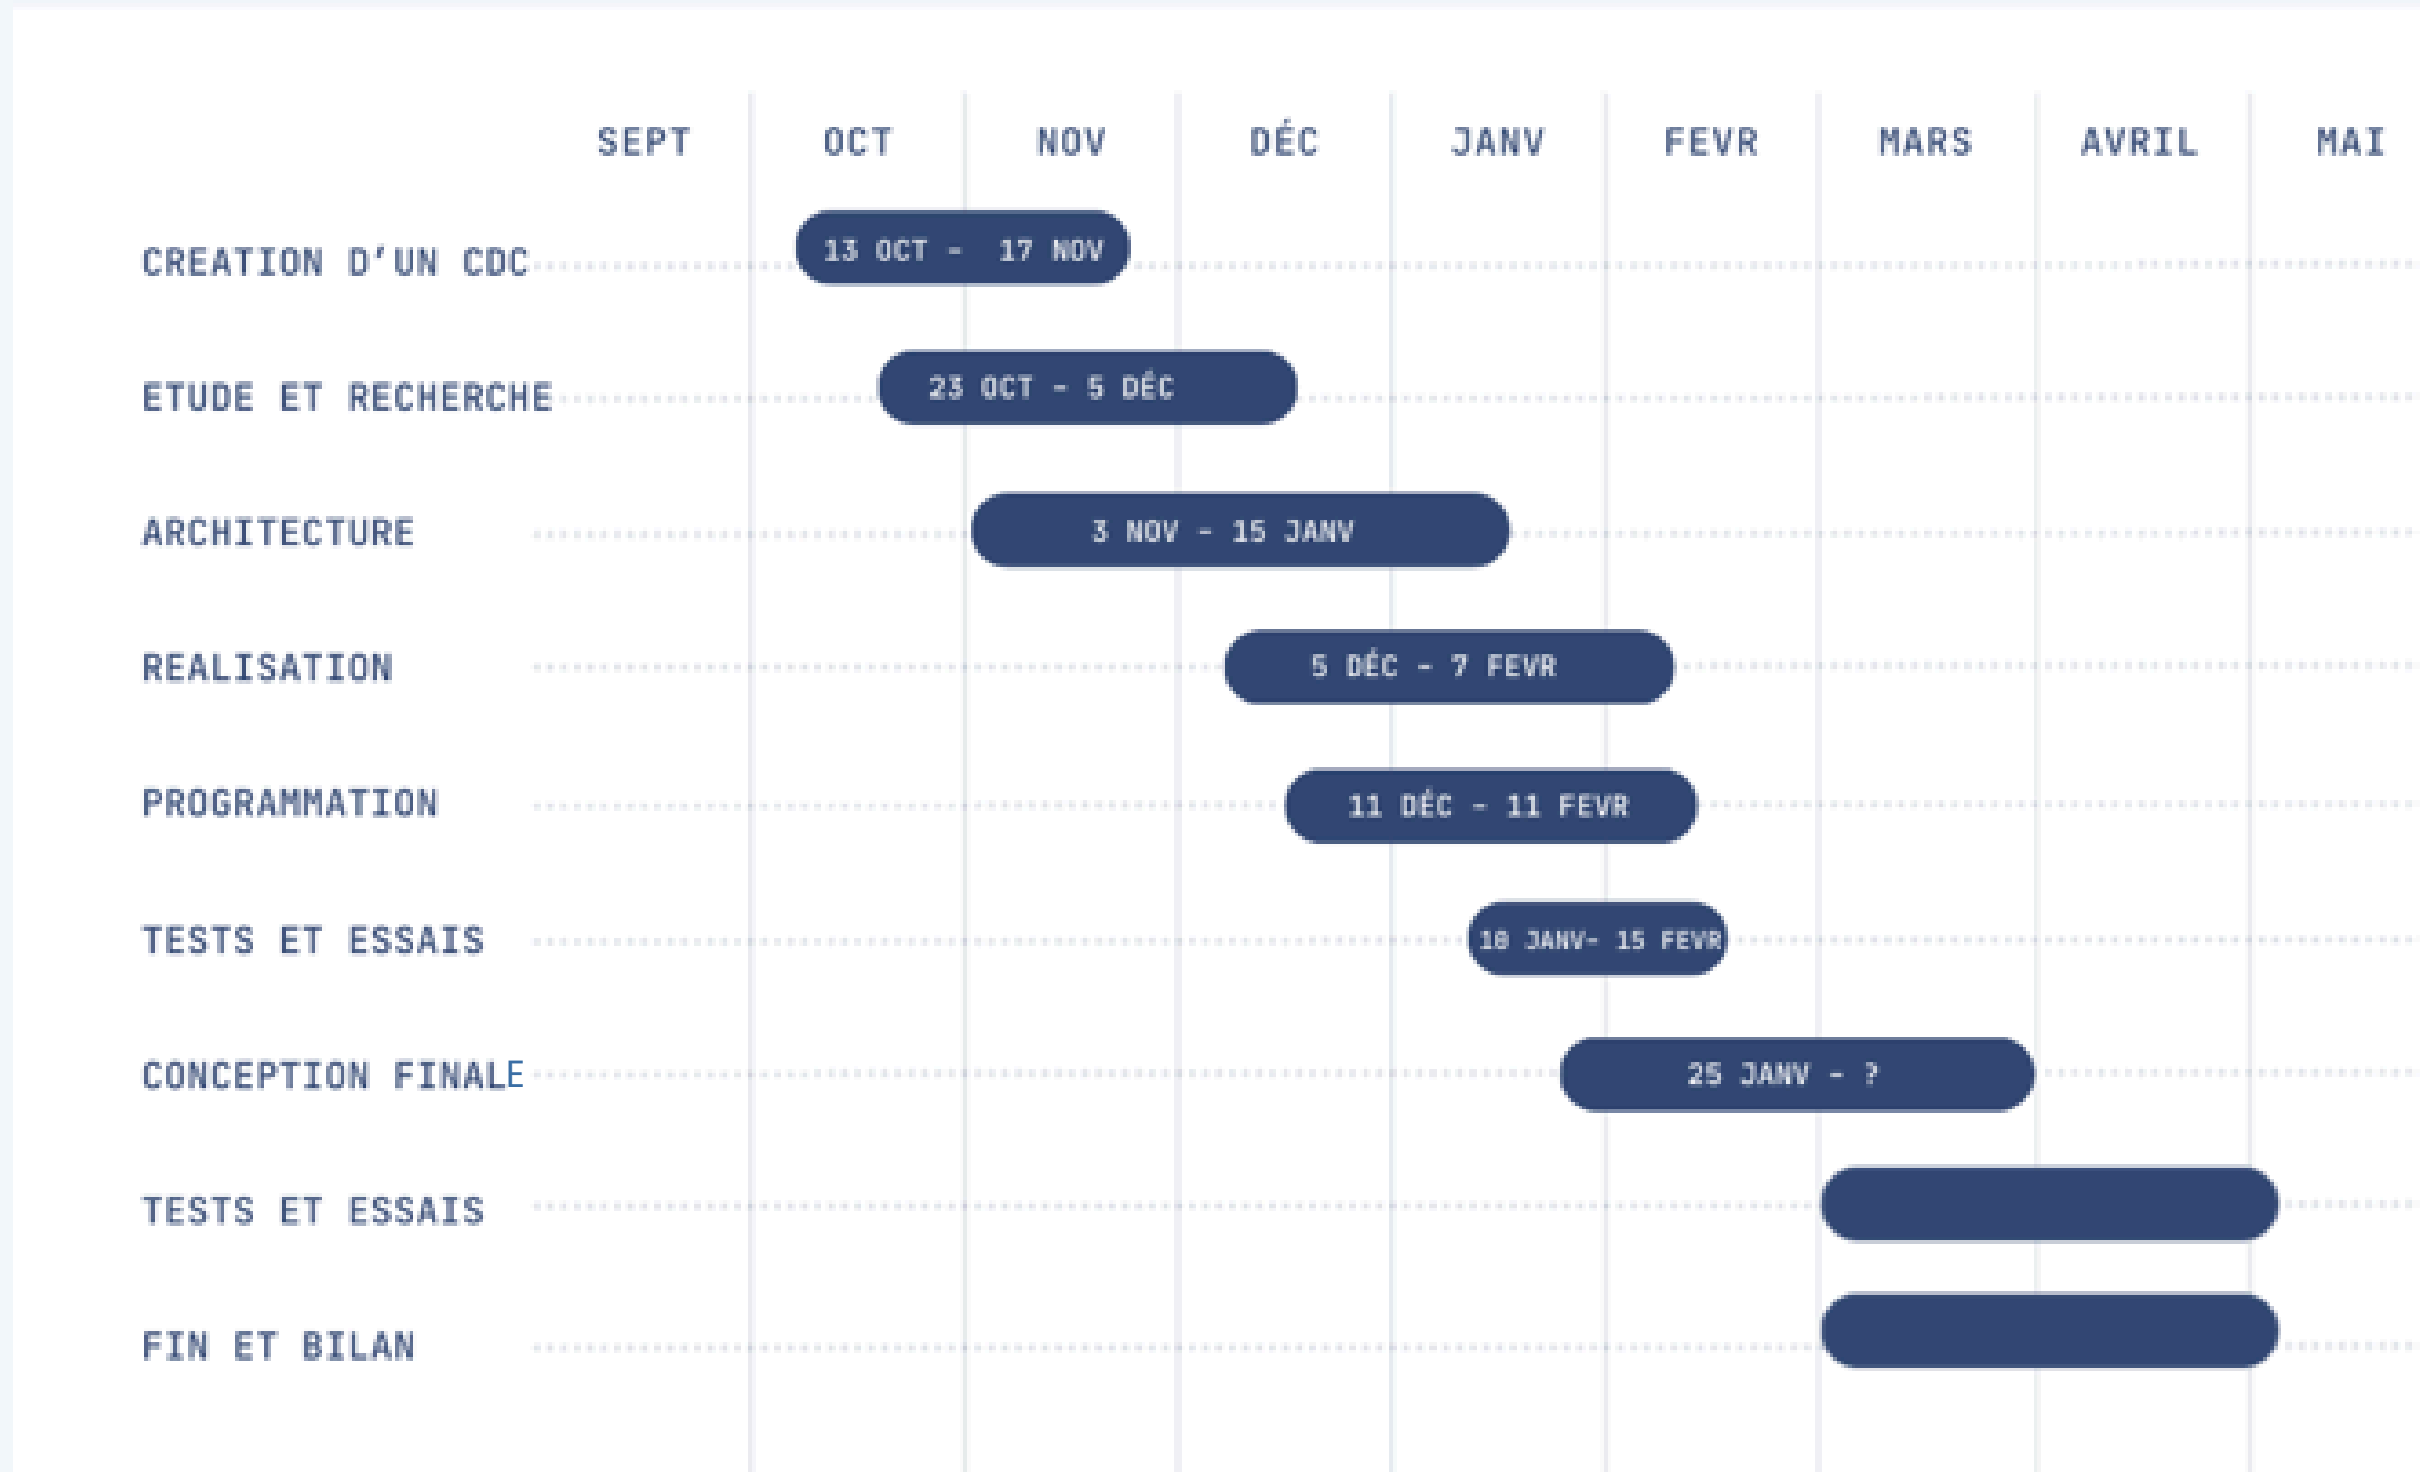 SEPT OCT NOV DÉC JANV FEVR MARS AVRIL MAI
CREATION D’UN CDC 13 OCT - 17 NOV
ETUDE ET RECHERCHE 23 OCT - 5 DÉC
ARCHITECTURE 3 NOV - 15 JANV
REALISATION 5 DÉC - 7 FEVR
PROGRAMMATION 11 DÉC - 11 FEVR
TESTS ET ESSAIS 18 JANV- 15 FEVR
CONCEPTION FINALE 25 JANV - ?
TESTS ET ESSAIS
FIN ET BILAN